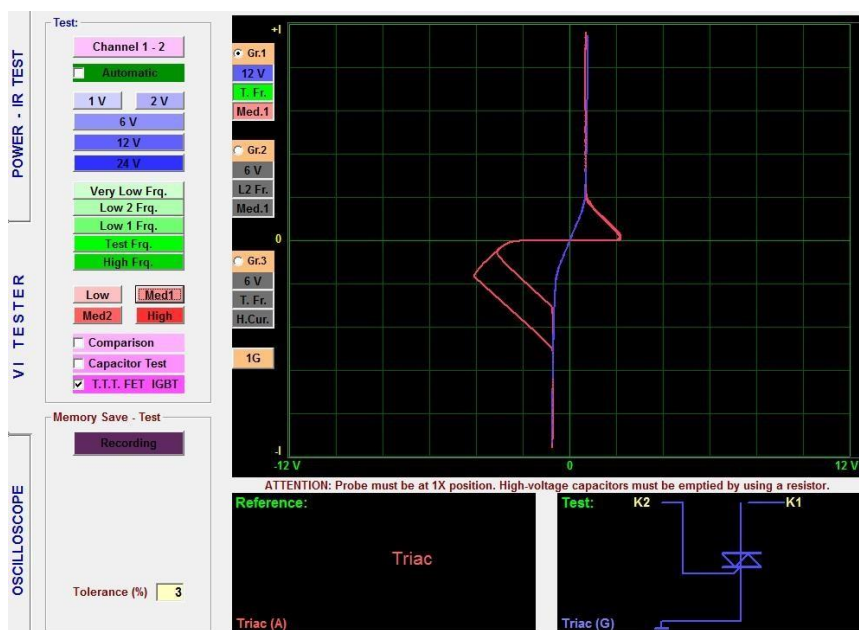 POWER - IR TEST
VI TESTER
OSCILLOSCOPE
Test:
Channel 1 - 2
Automatic
1 V
2 V
6 V
12 V
24 V
Very Low Frq.
Low 2 Frq.
Low 1 Frq.
Test Frq.
High Frq.
Low
Med1
Med2
High
Comparison
Capacitor Test
T.T.T. FET IGBT
Memory Save - Test
Recording
Tolerance (%) 3
Gr.1
12 V
T. Fr.
Med.1
Gr.2
6 V
L2 Fr.
Med.1
Gr.3
6 V
T. Fr.
H.Cur.
1G
+I
0
-I
-12 V
0
12 V
ATTENTION: Probe must be at 1X position. High-voltage capacitors must be emptied by using a resistor.
Reference:
Triac
Triac (A)
Test:
K2
K1
Triac (G)